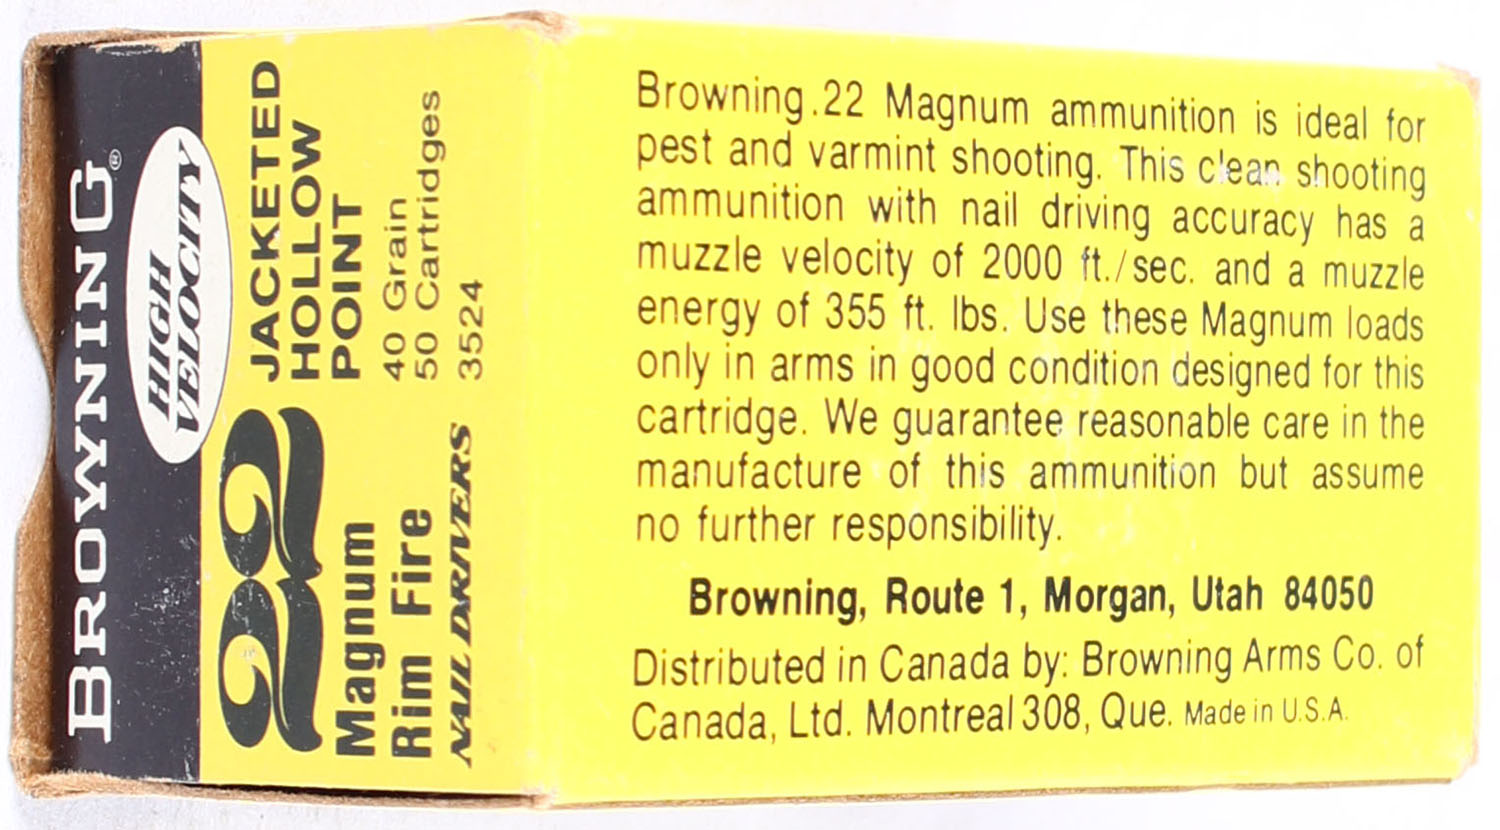 BROWNING®
HIGH
VELOCITY
22
Magnum
Rim Fire
NAIL DRIVERS
JACKETED
HOLLOW
POINT
40 Grain
50 Cartridges
3524
Browning .22 Magnum ammunition is ideal for
pest and varmint shooting. This clean shooting
ammunition with nail driving accuracy has a
muzzle velocity of 2000 ft./sec. and a muzzle
energy of 355 ft. lbs. Use these Magnum loads
only in arms in good condition designed for this
cartridge. We guarantee reasonable care in the
manufacture of this ammunition but assume
no further responsibility.
Browning, Route 1, Morgan, Utah 84050
Distributed in Canada by: Browning Arms Co. of
Canada, Ltd. Montreal 308, Que. Made in U.S.A.